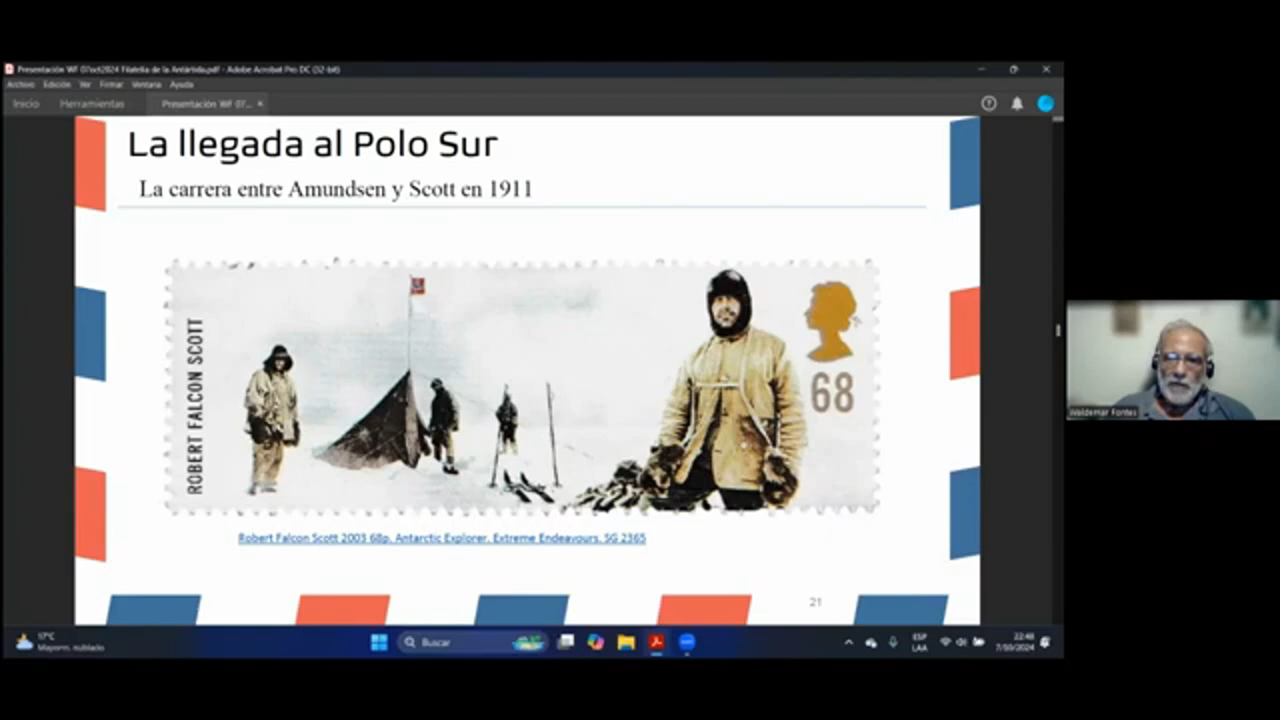 Presentación WF 07oct2024 Filatelia de la Antártida.pdf - Adobe Acrobat Pro DC (32-bit)
Archivo Edición Ver Firmar Ventana Ayuda
Inicio Herramientas Presentación WF 07...
La llegada al Polo Sur
La carrera entre Amundsen y Scott en 1911
ROBERT FALCON SCOTT
68
Robert Falcon Scott 2003 68p. Antarctic Explorer. Extreme Endeavours. SG 2365
21
Waldemar Fontes
17°C
Mayorm. nublado
Buscar
ESP
LAA
22:48
7/10/2024